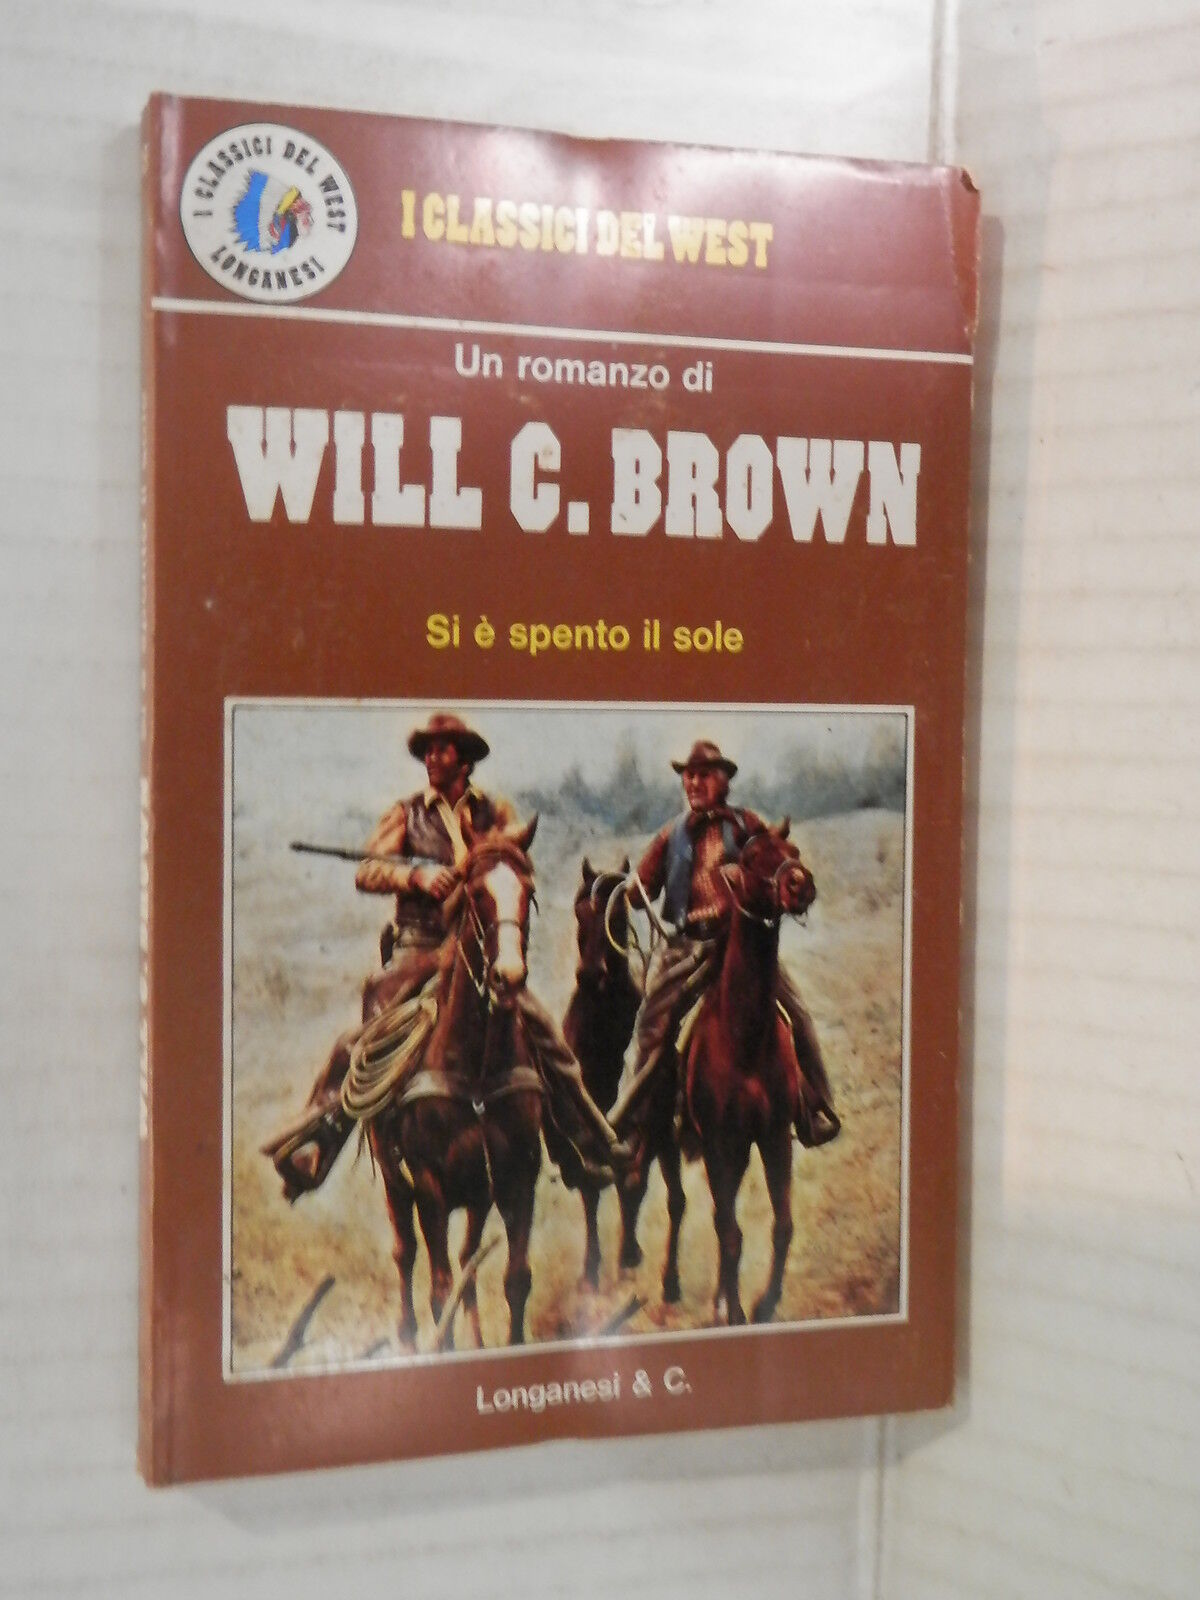 I CLASSICI DEL WEST
LONGANESI
I CLASSICI DEL WEST
Un romanzo di
WILL C. BROWN
Si è spento il sole
Longanesi & C.